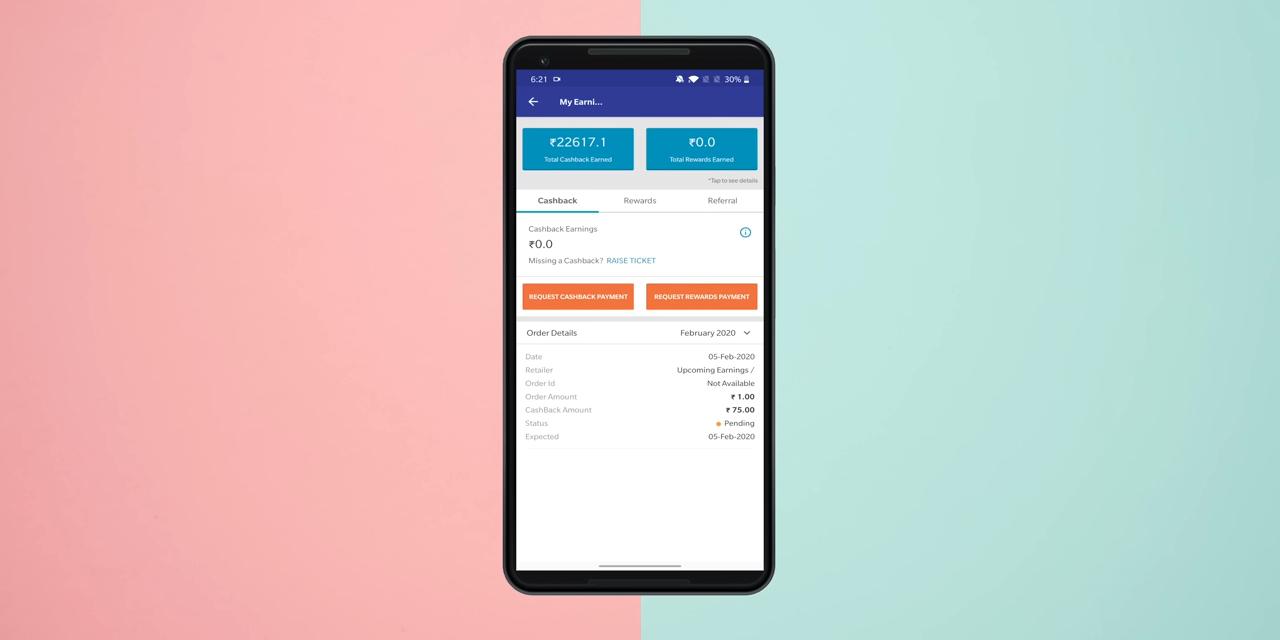 6:21 30%
My Earni...
₹22617.1 ₹0.0
Total Cashback Earned Total Rewards Earned
*Tap to see details
Cashback Rewards Referral
Cashback Earnings
₹0.0
Missing a Cashback? RAISE TICKET
REQUEST CASHBACK PAYMENT REQUEST REWARDS PAYMENT
Order Details February 2020
Date 05-Feb-2020
Retailer Upcoming Earnings /
Order Id Not Available
Order Amount ₹ 1.00
CashBack Amount ₹ 75.00
Status Pending
Expected 05-Feb-2020